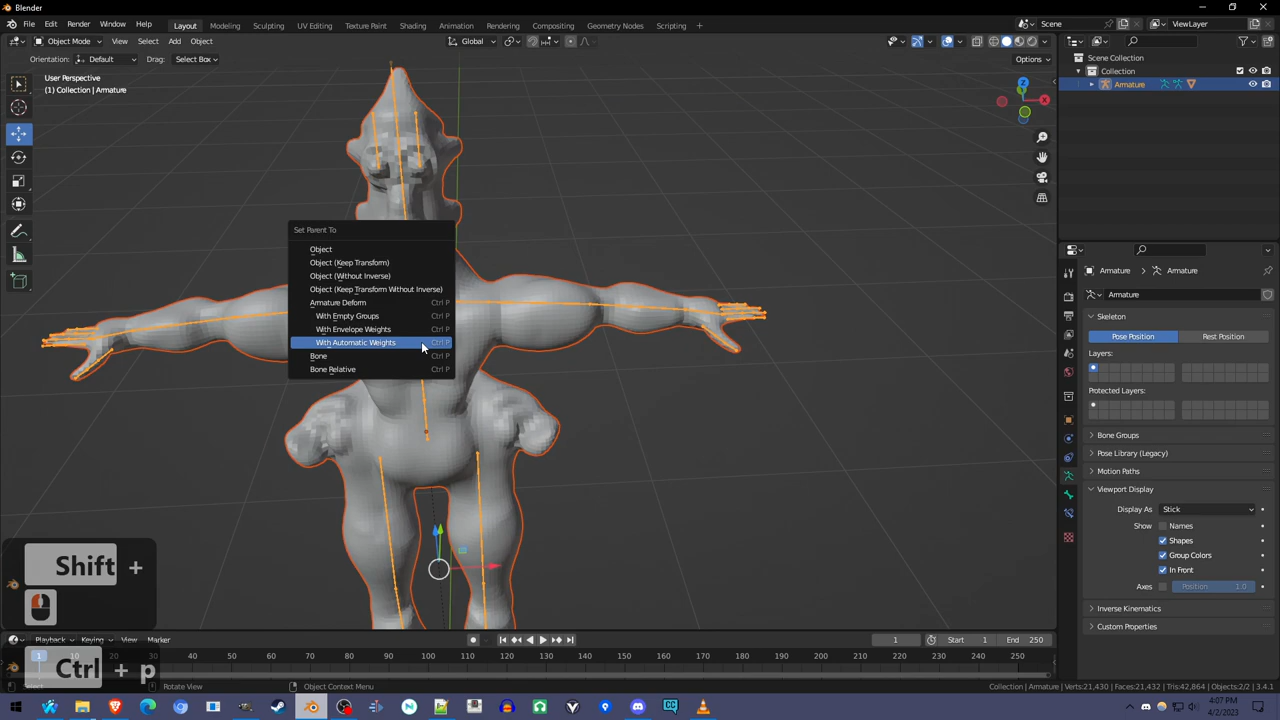 Blender
File Edit Render Window Help Layout Modeling Sculpting UV Editing Texture Paint Shading Animation Rendering Compositing Geometry Nodes Scripting + Scene ViewLayer
Object Mode View Select Add Object Global Options
Orientation: Default Drag: Select Box
User Perspective
(1) Collection | Armature
Scene Collection
Collection
Armature
Set Parent To
Object
Object (Keep Transform)
Object (Without Inverse)
Object (Keep Transform Without Inverse)
Armature Deform Ctrl P
With Empty Groups Ctrl P
With Envelope Weights Ctrl P
With Automatic Weights Ctrl P
Bone Ctrl P
Bone Relative Ctrl P
Z
X
Armature Armature
Armature
Skeleton
Pose Position Rest Position
Layers:
Protected Layers:
Bone Groups
Pose Library (Legacy)
Motion Paths
Viewport Display
Display As Stick
Show Names
Shapes
Group Colors
In Front
Axes Position 1.0
Inverse Kinematics
Custom Properties
Shift +
Ctrl + p
Playback Keying View Marker 1 Start 1 End 250
1 10 20 30 40 50 60 70 80 90 100 110 120 130 140 150 160 170 180 190 200 210 220 230 240 250
Select Rotate View Object Context Menu Collection | Armature | Verts:21,430 | Faces:21,432 | Tris:42,864 | Objects:2/2 | 3.4.1
4:07 PM
4/2/2023